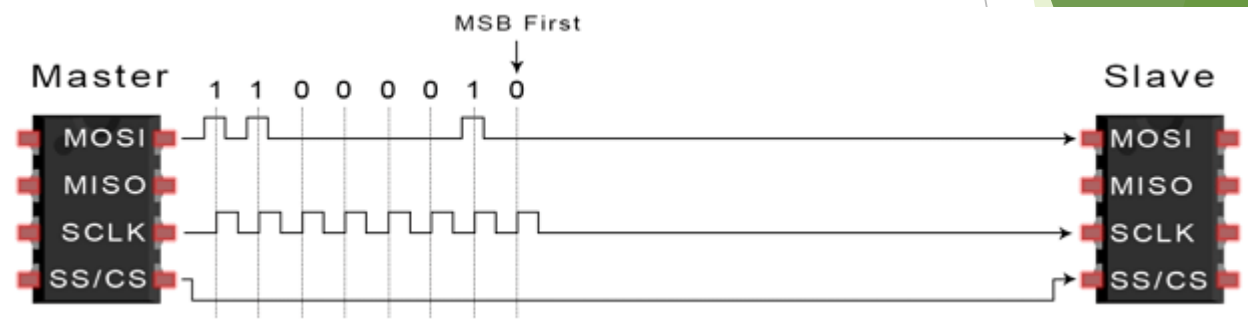 MSB First
Master
1 1 0 0 0 0 1 0
Slave
MOSI
MISO
SCLK
SS/CS
MOSI
MISO
SCLK
SS/CS